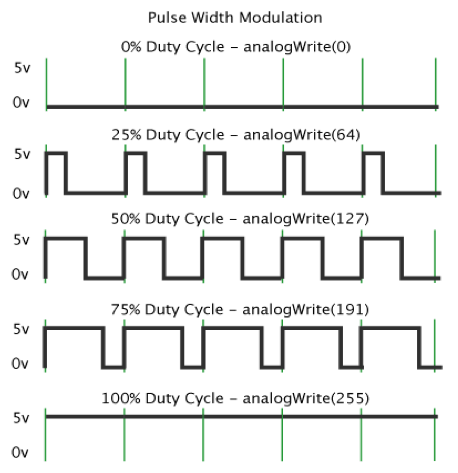 Pulse Width Modulation
0% Duty Cycle – analogWrite(0)
5v
0v
25% Duty Cycle – analogWrite(64)
5v
0v
50% Duty Cycle – analogWrite(127)
5v
0v
75% Duty Cycle – analogWrite(191)
5v
0v
100% Duty Cycle – analogWrite(255)
5v
0v